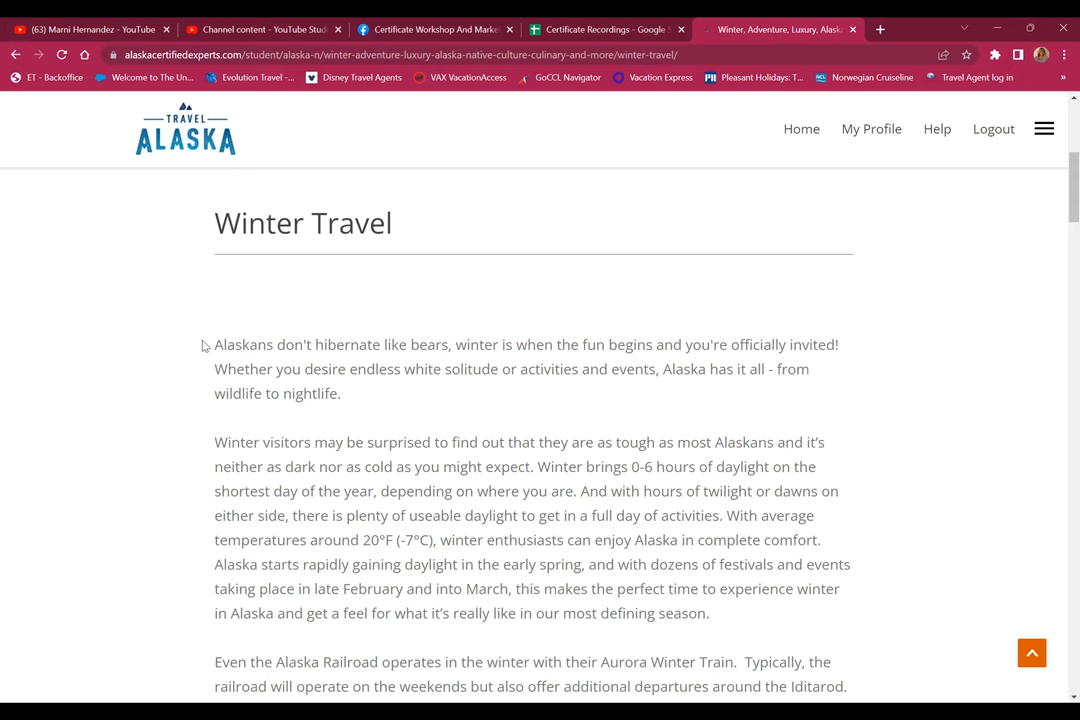 (63) Marni Hernandez - YouTube
Channel content - YouTube Studi
Certificate Workshop And Marke
Certificate Recordings - Google S
Winter, Adventure, Luxury, Alaska
alaskacertifiedexperts.com/student/alaska-n/winter-adventure-luxury-alaska-native-culture-culinary-and-more/winter-travel/
ET - Backoffice
Welcome to The Un...
Evolution Travel -...
Disney Travel Agents
VAX VacationAccess
GoCCL Navigator
Vacation Express
Pleasant Holidays: T...
Norwegian Cruiseline
Travel Agent log in
TRAVEL
ALASKA
Home
My Profile
Help
Logout
Winter Travel
Alaskans don't hibernate like bears, winter is when the fun begins and you're officially invited!
Whether you desire endless white solitude or activities and events, Alaska has it all - from
wildlife to nightlife.
Winter visitors may be surprised to find out that they are as tough as most Alaskans and it’s
neither as dark nor as cold as you might expect. Winter brings 0-6 hours of daylight on the
shortest day of the year, depending on where you are. And with hours of twilight or dawns on
either side, there is plenty of useable daylight to get in a full day of activities. With average
temperatures around 20°F (-7°C), winter enthusiasts can enjoy Alaska in complete comfort.
Alaska starts rapidly gaining daylight in the early spring, and with dozens of festivals and events
taking place in late February and into March, this makes the perfect time to experience winter
in Alaska and get a feel for what it’s really like in our most defining season.
Even the Alaska Railroad operates in the winter with their Aurora Winter Train. Typically, the
railroad will operate on the weekends but also offer additional departures around the Iditarod.